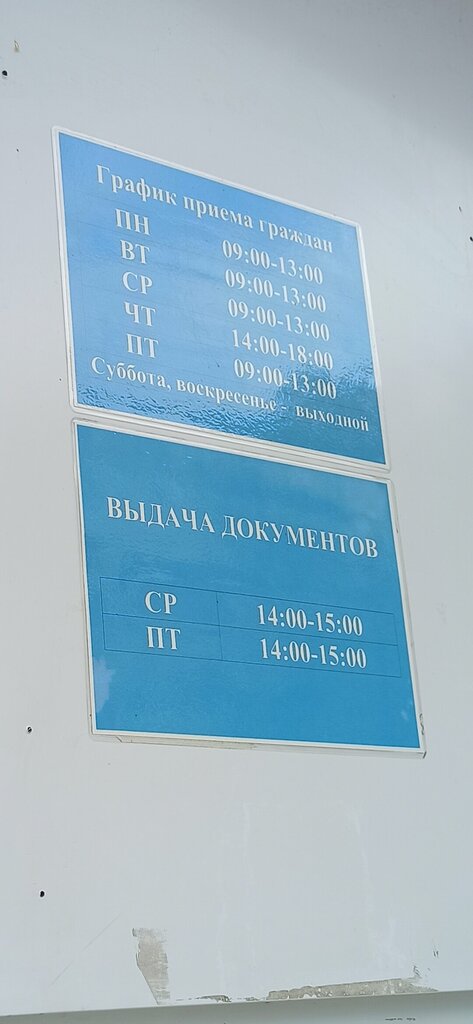 График приема граждан
ПН 09:00-13:00
ВТ 09:00-13:00
СР 09:00-13:00
ЧТ 14:00-18:00
ПТ 09:00-13:00
Суббота, воскресенье - выходной
ВЫДАЧА ДОКУМЕНТОВ
СР 14:00-15:00
ПТ 14:00-15:00